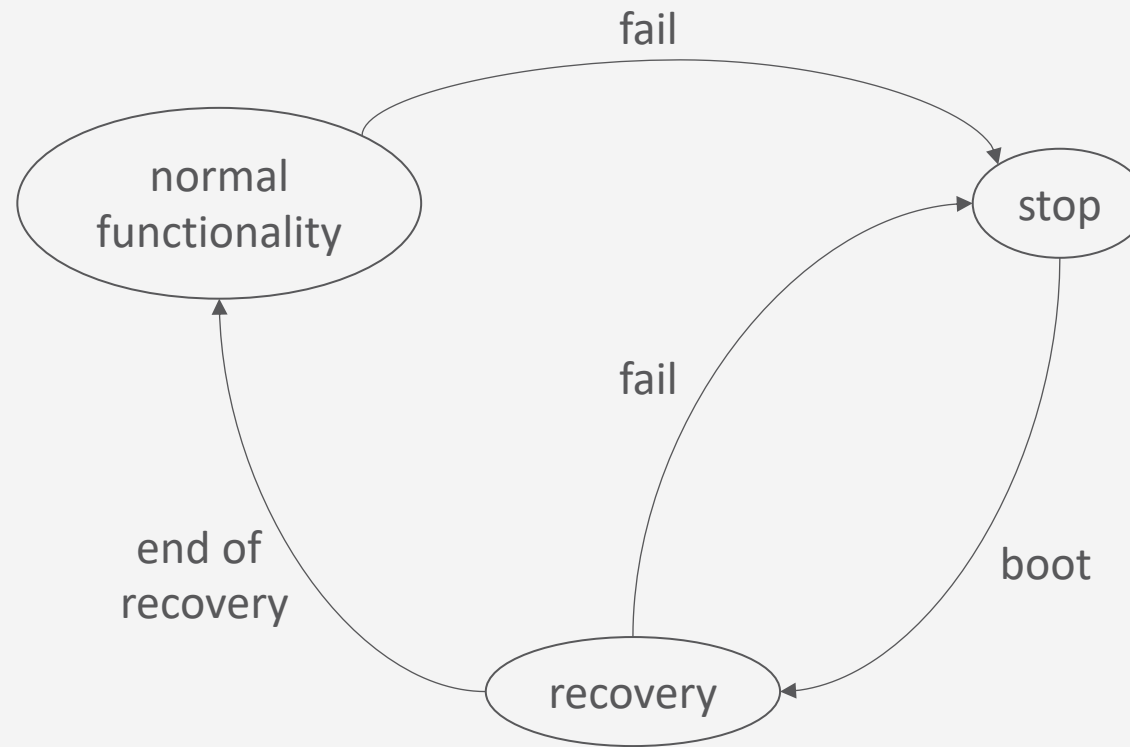 fail
normal
functionality
stop
fail
end of
recovery
boot
recovery